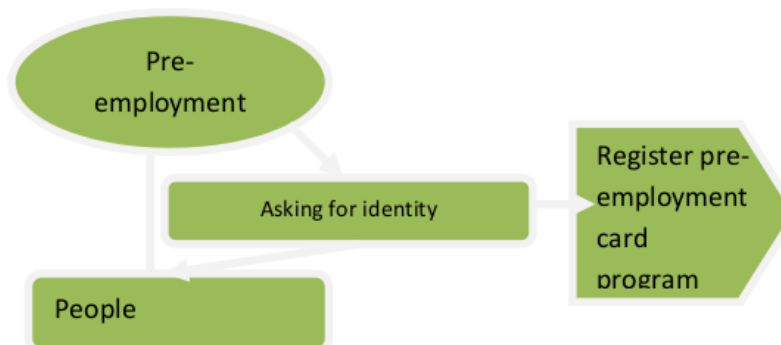 Pre-
employment
Asking for identity
Register pre-
employment
card
program
People